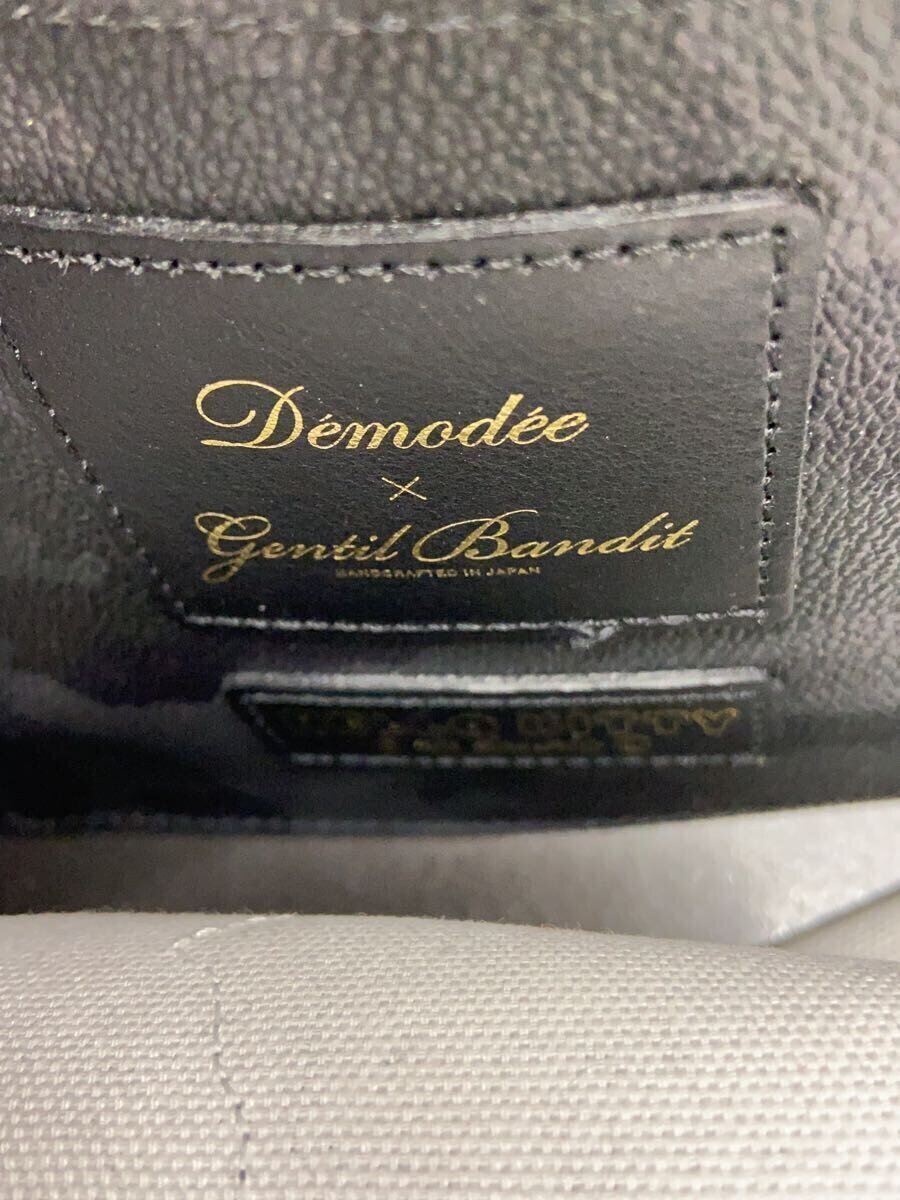 Démodée
×
Gentil Bandit
HANDCRAFTED IN JAPAN